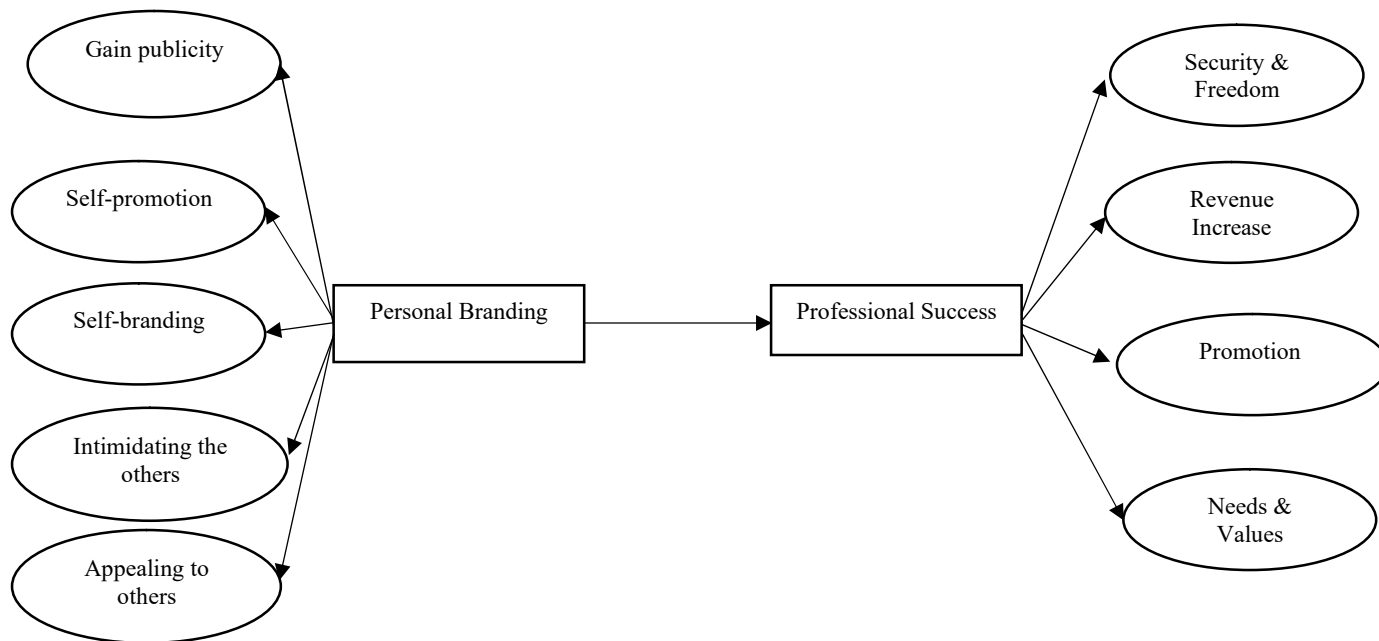 Gain publicity
Self-promotion
Self-branding
Intimidating the
others
Appealing to
others
Personal Branding
Professional Success
Security &
Freedom
Revenue
Increase
Promotion
Needs &
Values